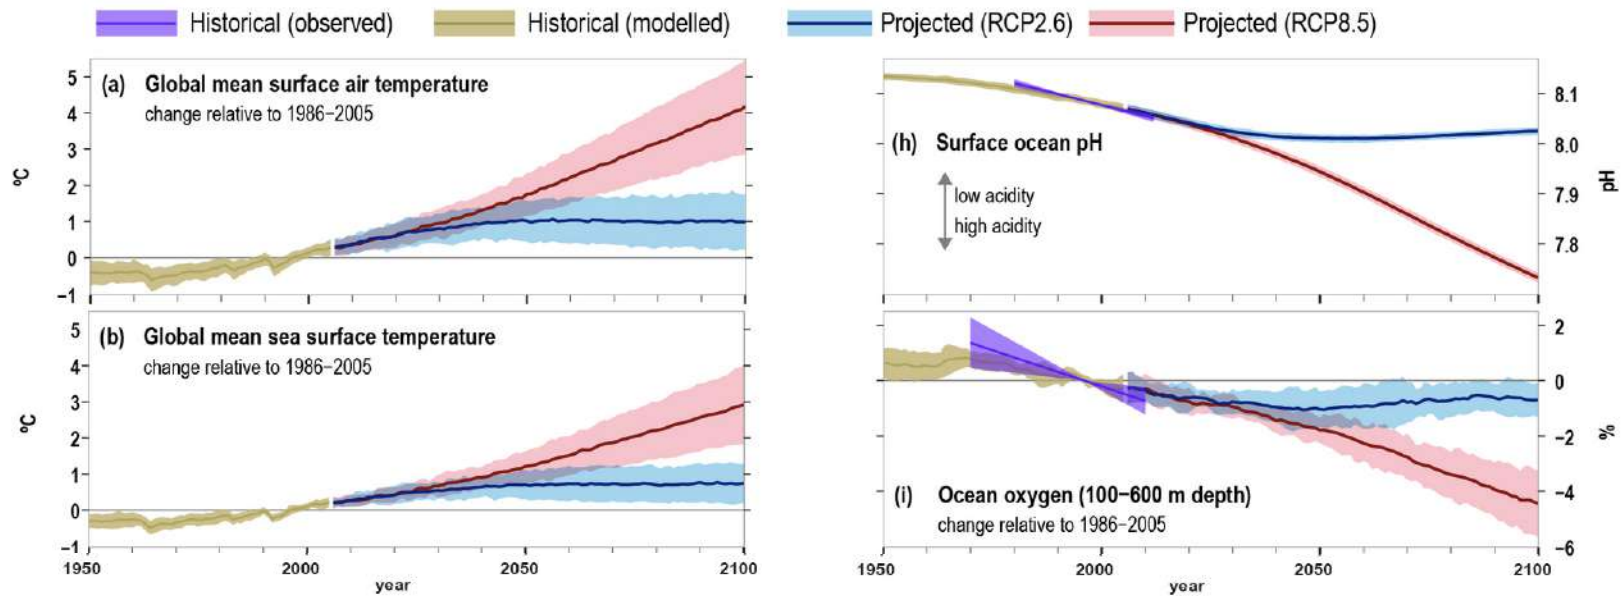 Historical (observed) Historical (modelled) Projected (RCP2.6) Projected (RCP8.5)
(a) Global mean surface air temperature
change relative to 1986–2005
5
4
3
2
1
0
−1
ºC
(b) Global mean sea surface temperature
change relative to 1986–2005
5
4
3
2
1
0
−1
ºC
1950 2000 2050 2100
year
(h) Surface ocean pH
low acidity
high acidity
8.1
8.0
7.9
7.8
pH
2
0
−2
−4
−6
%
(i) Ocean oxygen (100−600 m depth)
change relative to 1986−2005
1950 2000 2050 2100
year